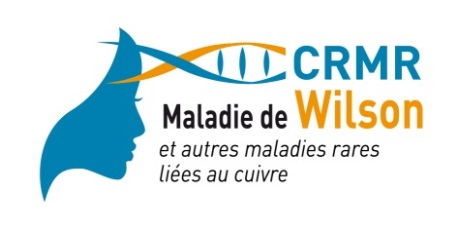 CRMR
Maladie de Wilson
et autres maladies rares
liées au cuivre